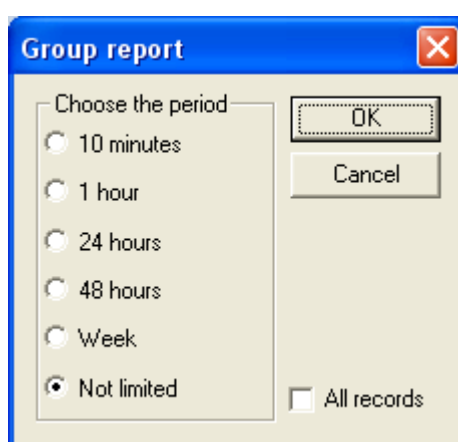 Group report
Choose the period
10 minutes
1 hour
24 hours
48 hours
Week
Not limited
OK
Cancel
All records